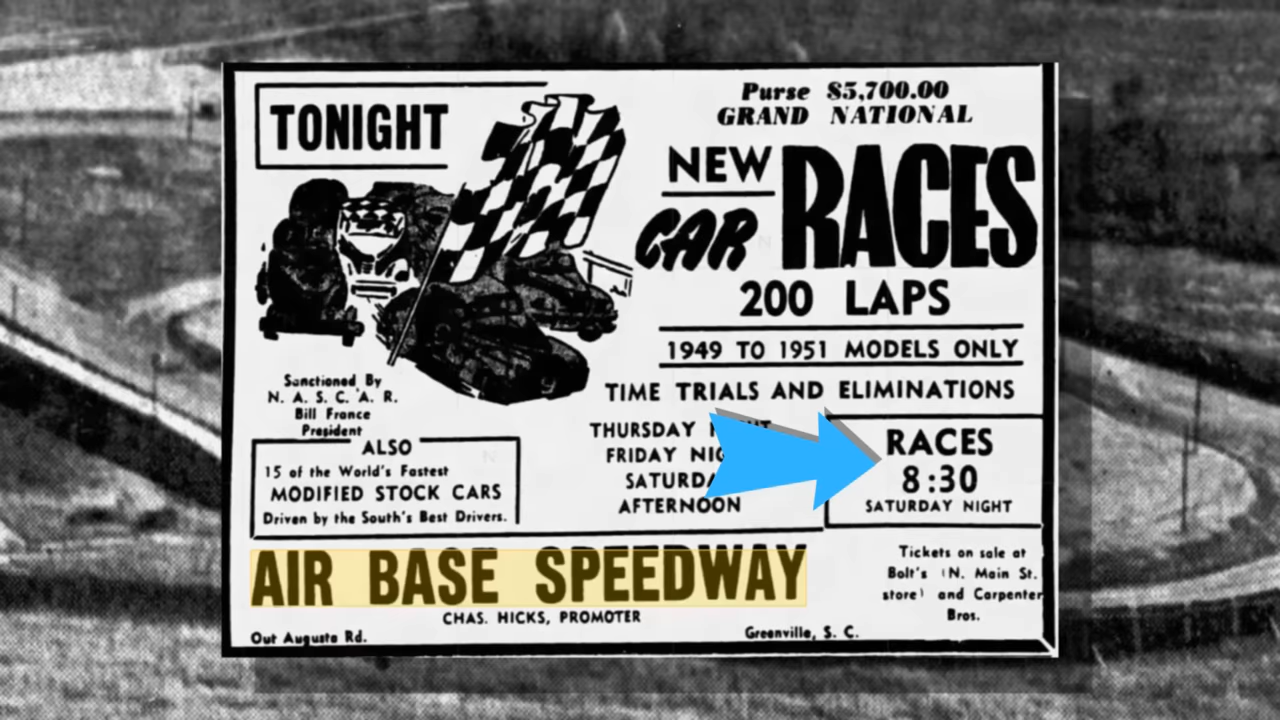 TONIGHT
Purse $5,700.00
GRAND NATIONAL
NEW
CAR RACES
200 LAPS
1949 TO 1951 MODELS ONLY
TIME TRIALS AND ELIMINATIONS
Sanctioned By
N. A. S. C. A. R.
Bill France
President
THURSDAY
FRIDAY
AFTERNOON
RACES
8:30
SATURDAY NIGHT
ALSO
15 of the World's Fastest
MODIFIED STOCK CARS
Driven by the South's Best Drivers.
AIR BASE SPEEDWAY
CHAS. HICKS, PROMOTER
Out Augusta Rd.
Greenville, S. C.
Tickets on sale at
Bolt's (N. Main St.
store) and Carpenter
Bros.